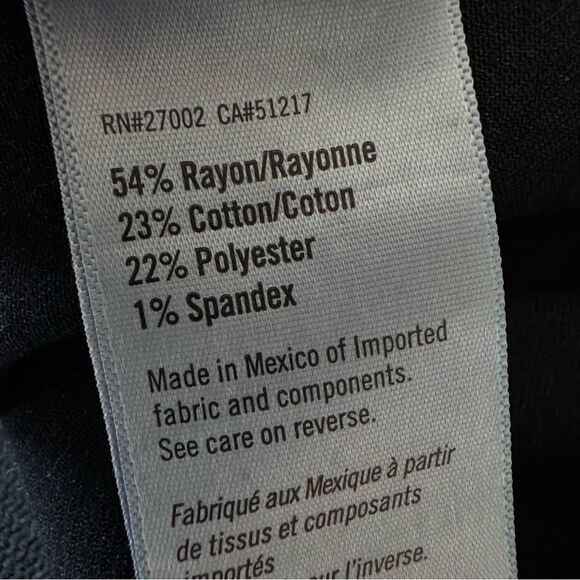 RN#27002 CA#51217
54% Rayon/Rayonne
23% Cotton/Coton
22% Polyester
1% Spandex
Made in Mexico of Imported
fabric and components.
See care on reverse.
Fabriqué aux Mexique à partir
de tissus et composants
importés
l'inverse.